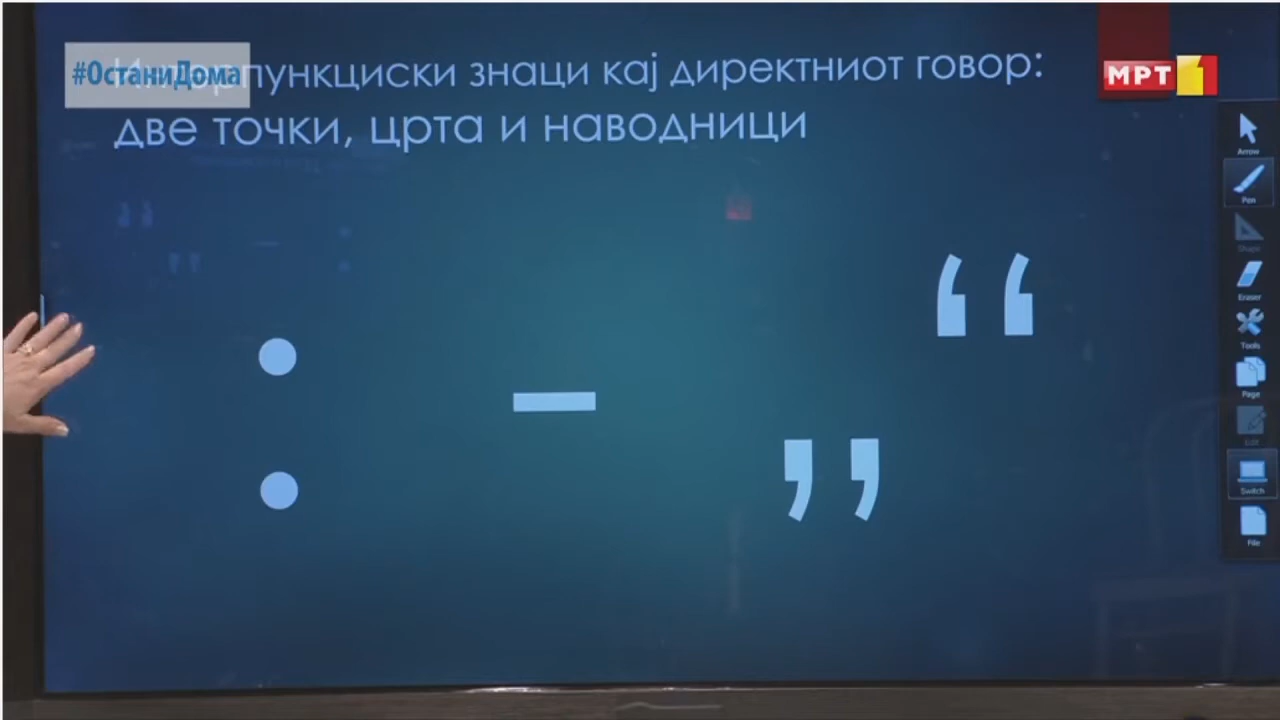 #ОстаниДома
пункциски знаци кај директниот говор:
две точки, црта и наводници
МРТ 1
: – „ “
Arrow
Pen
Shape
Eraser
Tools
Page
Edit
Switch
File